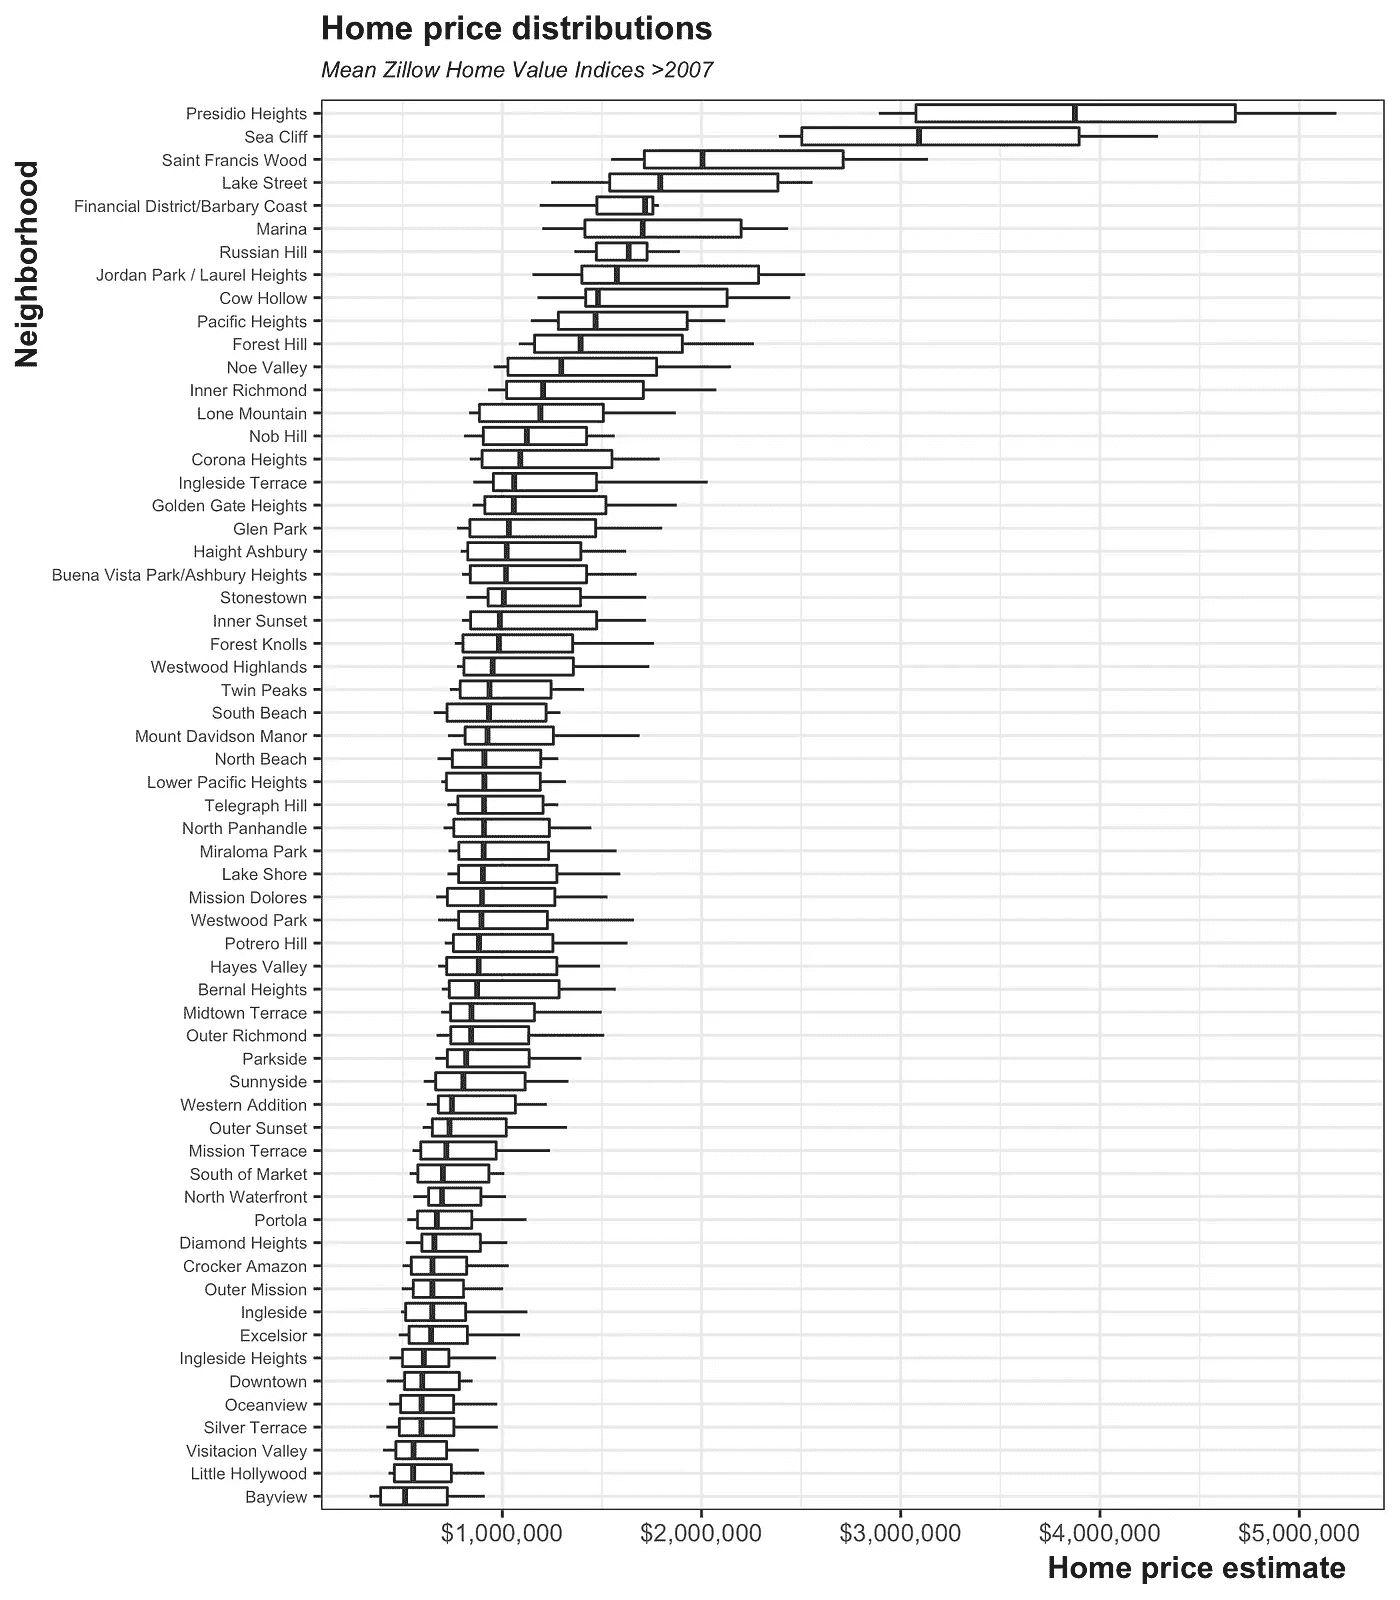 Home price distributions
Mean Zillow Home Value Indices >2007
Neighborhood
Presidio Heights
Sea Cliff
Saint Francis Wood
Lake Street
Financial District/Barbary Coast
Marina
Russian Hill
Jordan Park / Laurel Heights
Cow Hollow
Pacific Heights
Forest Hill
Noe Valley
Inner Richmond
Lone Mountain
Nob Hill
Corona Heights
Ingleside Terrace
Golden Gate Heights
Glen Park
Haight Ashbury
Buena Vista Park/Ashbury Heights
Stonestown
Inner Sunset
Forest Knolls
Westwood Highlands
Twin Peaks
South Beach
Mount Davidson Manor
North Beach
Lower Pacific Heights
Telegraph Hill
North Panhandle
Miraloma Park
Lake Shore
Mission Dolores
Westwood Park
Potrero Hill
Hayes Valley
Bernal Heights
Midtown Terrace
Outer Richmond
Parkside
Sunnyside
Western Addition
Outer Sunset
Mission Terrace
South of Market
North Waterfront
Portola
Diamond Heights
Crocker Amazon
Outer Mission
Ingleside
Excelsior
Ingleside Heights
Downtown
Oceanview
Silver Terrace
Visitacion Valley
Little Hollywood
Bayview
$1,000,000 $2,000,000 $3,000,000 $4,000,000 $5,000,000
Home price estimate